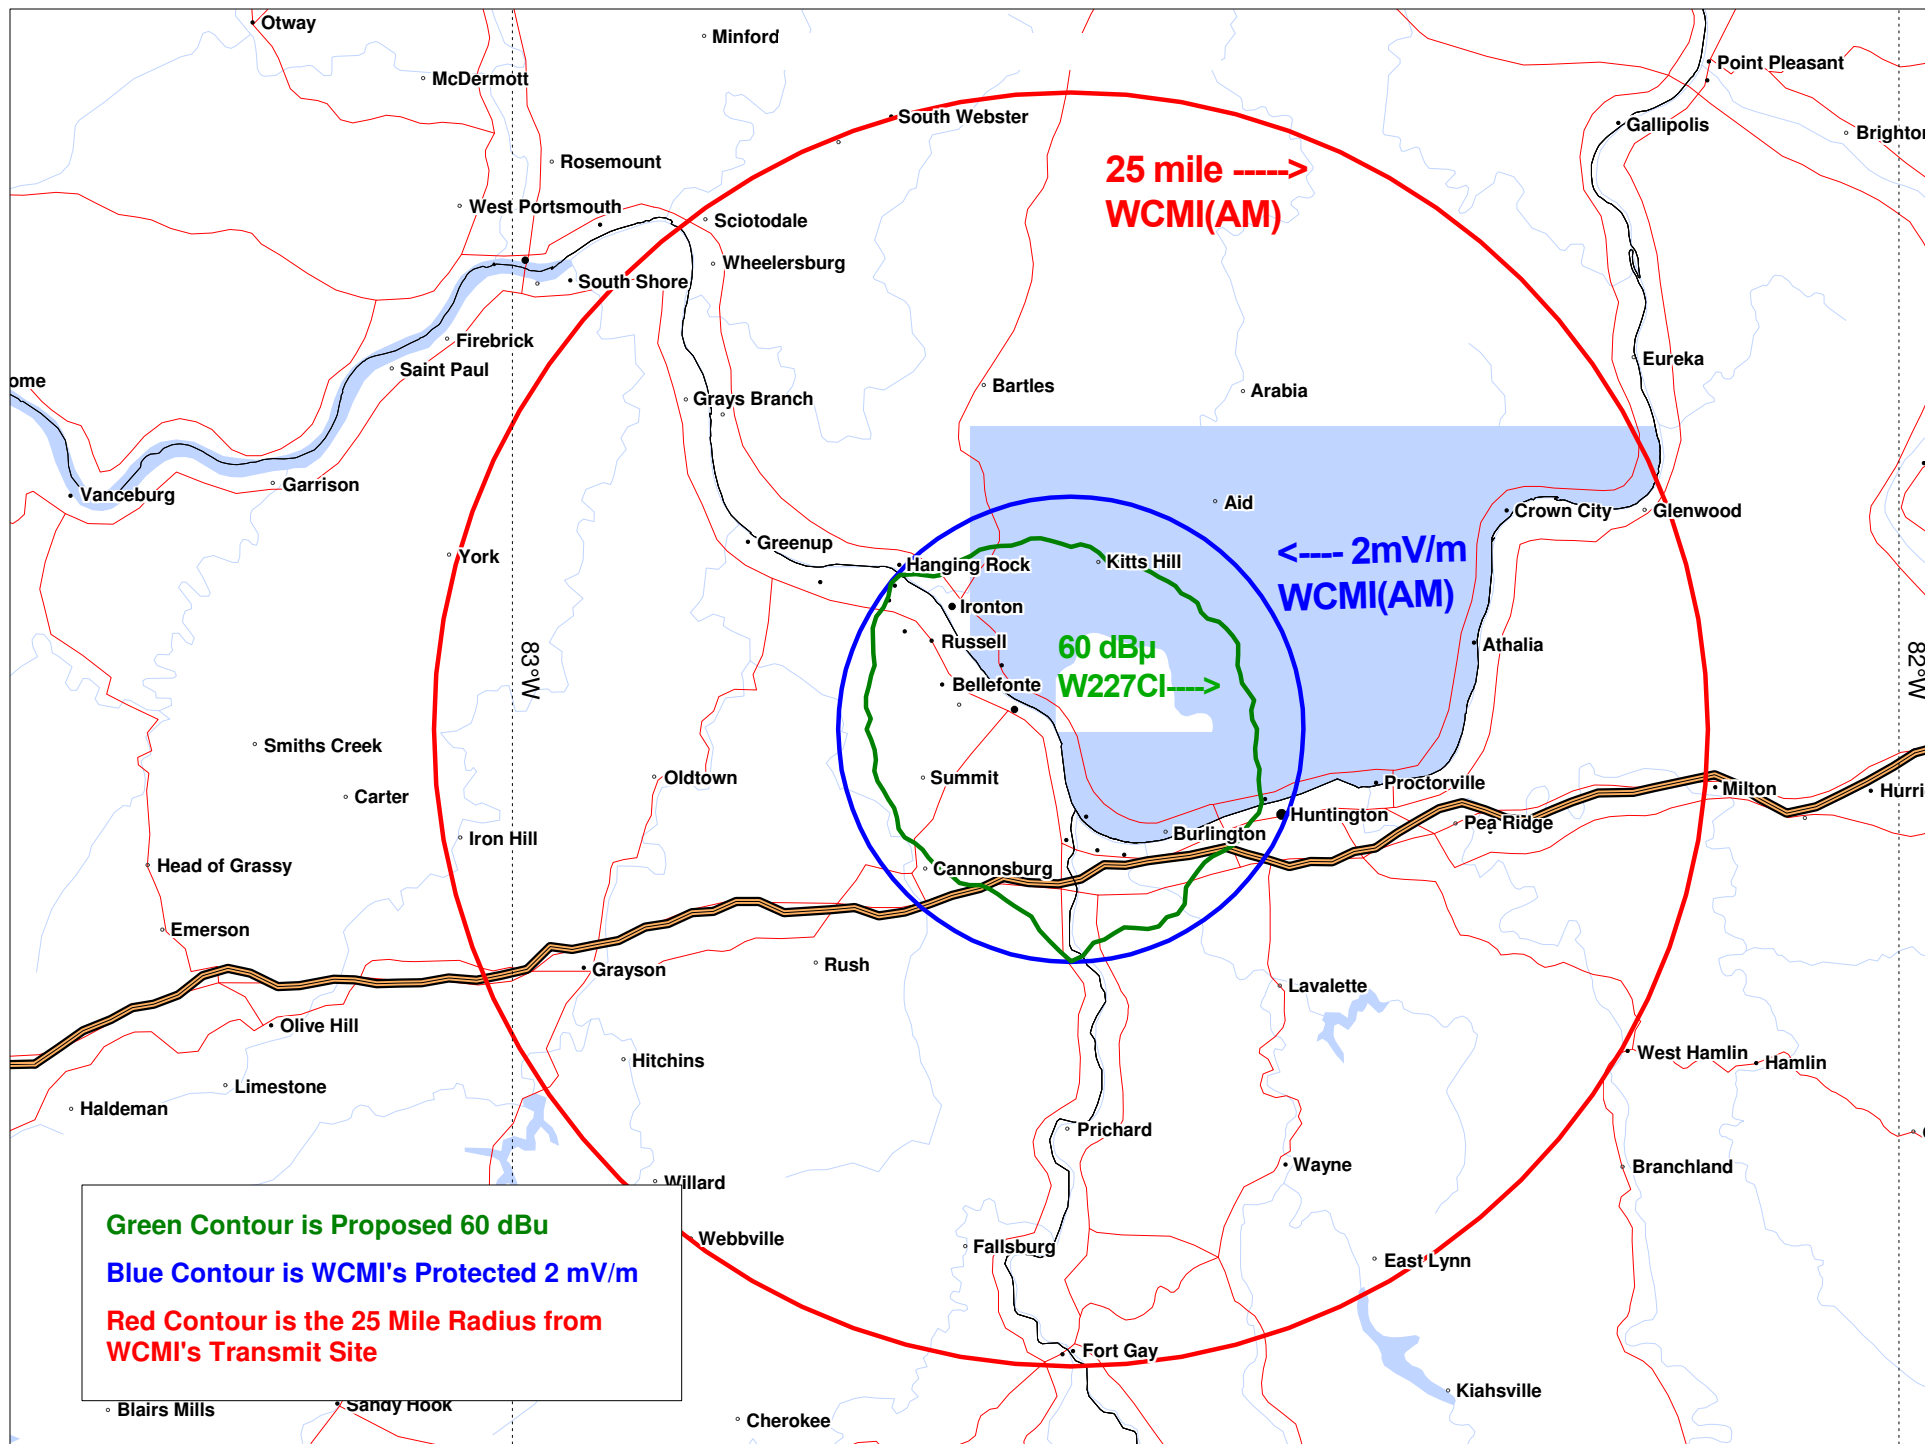 Otway
Minford
McDermott
Point Pleasant
South Webster
Gallipolis
Brighton
Rosemount
25 mile ----->
WCMI(AM)
West Portsmouth
Sciotodale
Wheelersburg
South Shore
Firebrick
Eureka
Saint Paul
ome
Bartles
Arabia
Grays Branch
Vanceburg
Garrison
Aid
Crown City
Glenwood
Greenup
York
Hanging Rock
Kitts Hill
<---- 2mV/m
WCMI(AM)
Ironton
Russell
60 dBµ
W227CI---->
Athalia
83°W
82°W
Bellefonte
Smiths Creek
Oldtown
Summit
Proctorville
Milton
Hurri
Carter
Huntington
Pea Ridge
Iron Hill
Burlington
Head of Grassy
Cannonsburg
Emerson
Grayson
Rush
Lavalette
Olive Hill
Hitchins
West Hamlin
Hamlin
Limestone
Haldeman
Prichard
Wayne
Branchland
Willard
Webbville
Fallsburg
East Lynn
Green Contour is Proposed 60 dBu
Blue Contour is WCMI's Protected 2 mV/m
Red Contour is the 25 Mile Radius from
WCMI's Transmit Site
Fort Gay
Kiahsville
Blairs Mills
Sandy Hook
Cherokee